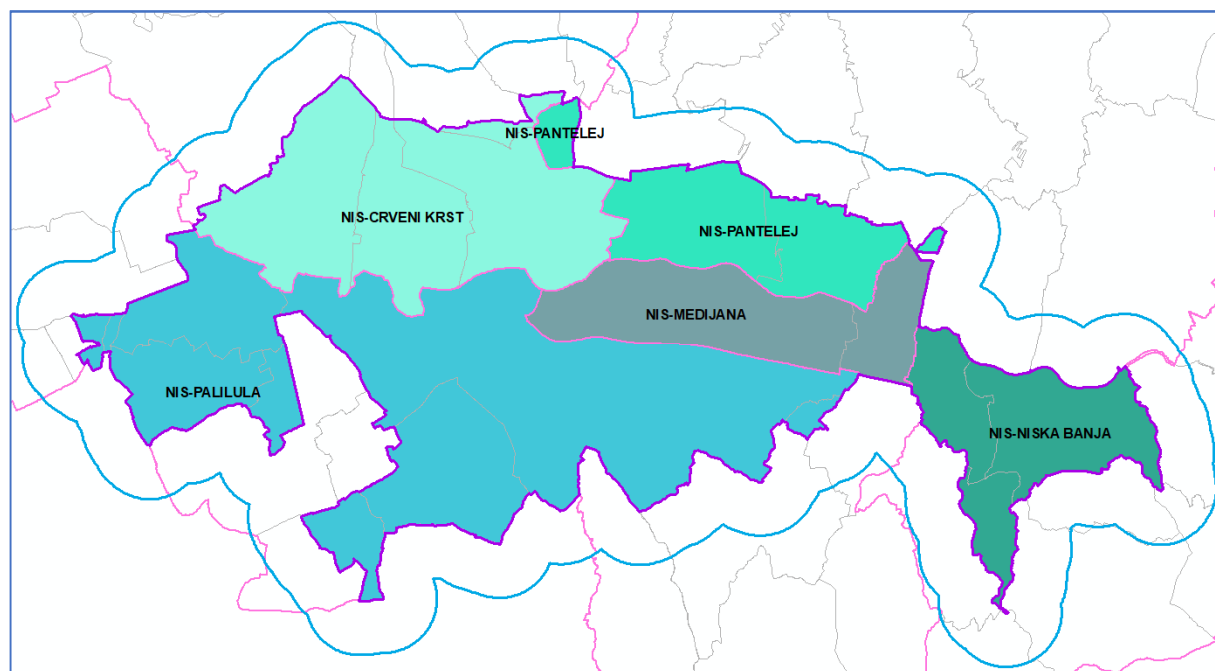 NIS-PANTELEJ
NIS-CRVENI KRST
NIS-PANTELEJ
NIS-MEDIJANA
NIS-PALILULA
NIS-NISKA BANJA